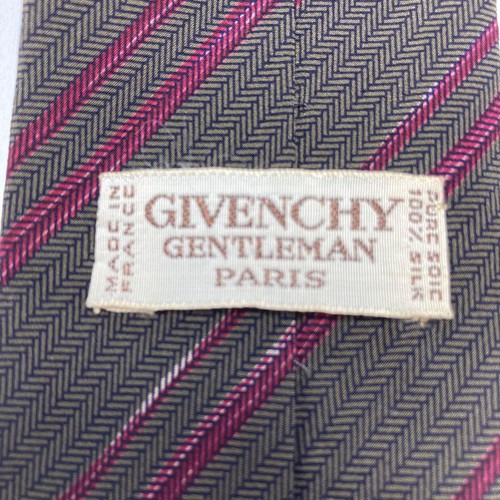 MADE IN
FRANCE
GIVENCHY
GENTLEMAN
PARIS
PURE SOIE
100% SILK